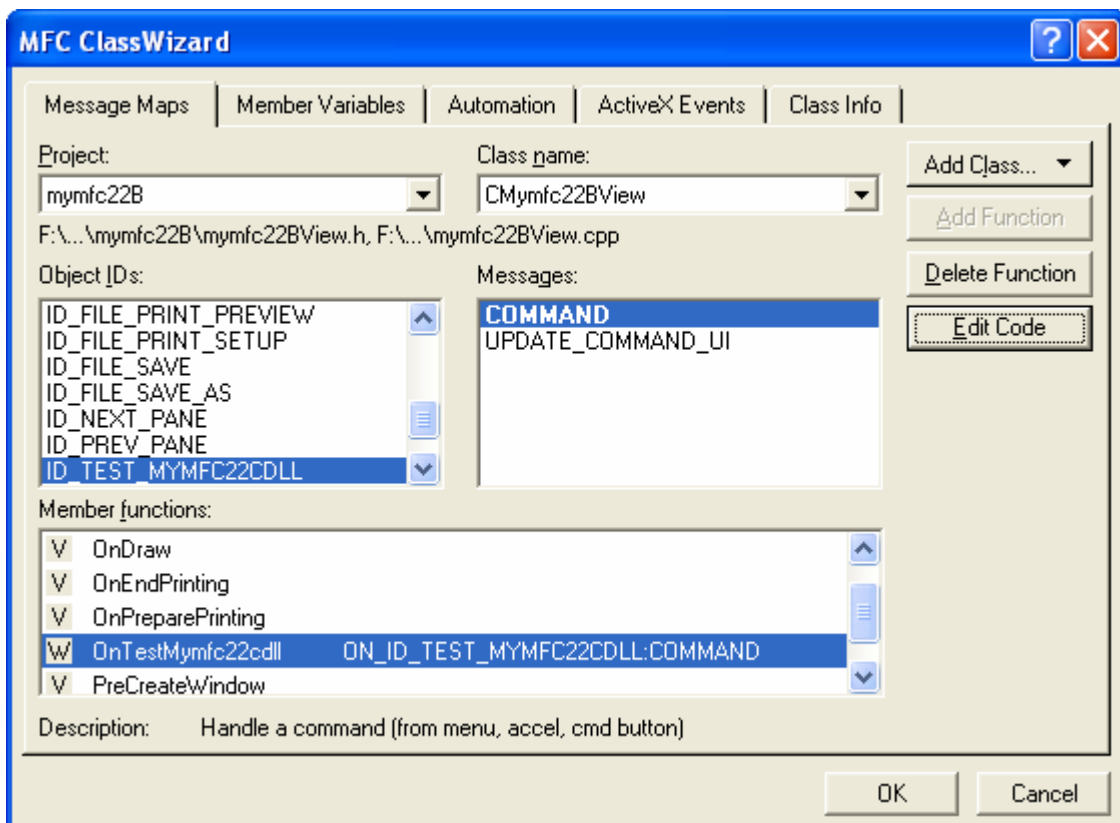 MFC ClassWizard
Message Maps Member Variables Automation ActiveX Events Class Info
Project: Class name:
Add Class...
mymfc22B CMymfc22BView
Add Function
F:\...\mymfc22B\mymfc22BView.h, F:\...\mymfc22BView.cpp
Object IDs: Messages:
Delete Function
ID_FILE_PRINT_PREVIEW COMMAND
Edit Code
ID_FILE_PRINT_SETUP UPDATE_COMMAND_UI
ID_FILE_SAVE
ID_FILE_SAVE_AS
ID_NEXT_PANE
ID_PREV_PANE
ID_TEST_MYMFC22CDLL
Member functions:
V OnDraw
V OnEndPrinting
V OnPreparePrinting
W OnTestMymfc22cdll ON_ID_TEST_MYMFC22CDLL:COMMAND
V PreCreateWindow
Description: Handle a command (from menu, accel, cmd button)
OK Cancel